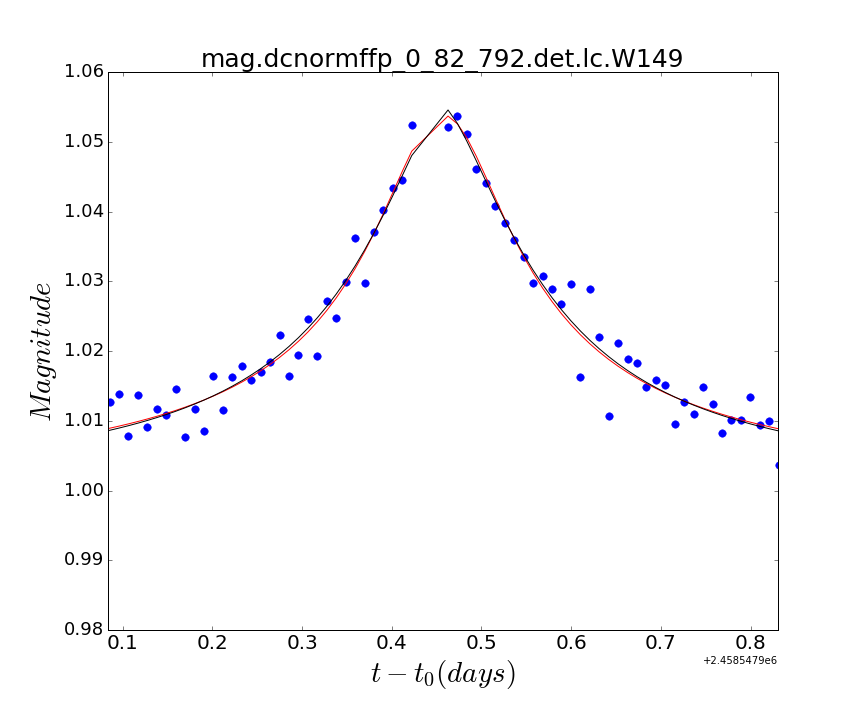 mag.dcnormffp_0_82_792.det.lc.W149
1.06
1.05
1.04
1.03
1.02
1.01
1.00
0.99
0.98
Magnitude
0.1 0.2 0.3 0.4 0.5 0.6 0.7 0.8
+2.4585479e6
t − t₀(days)